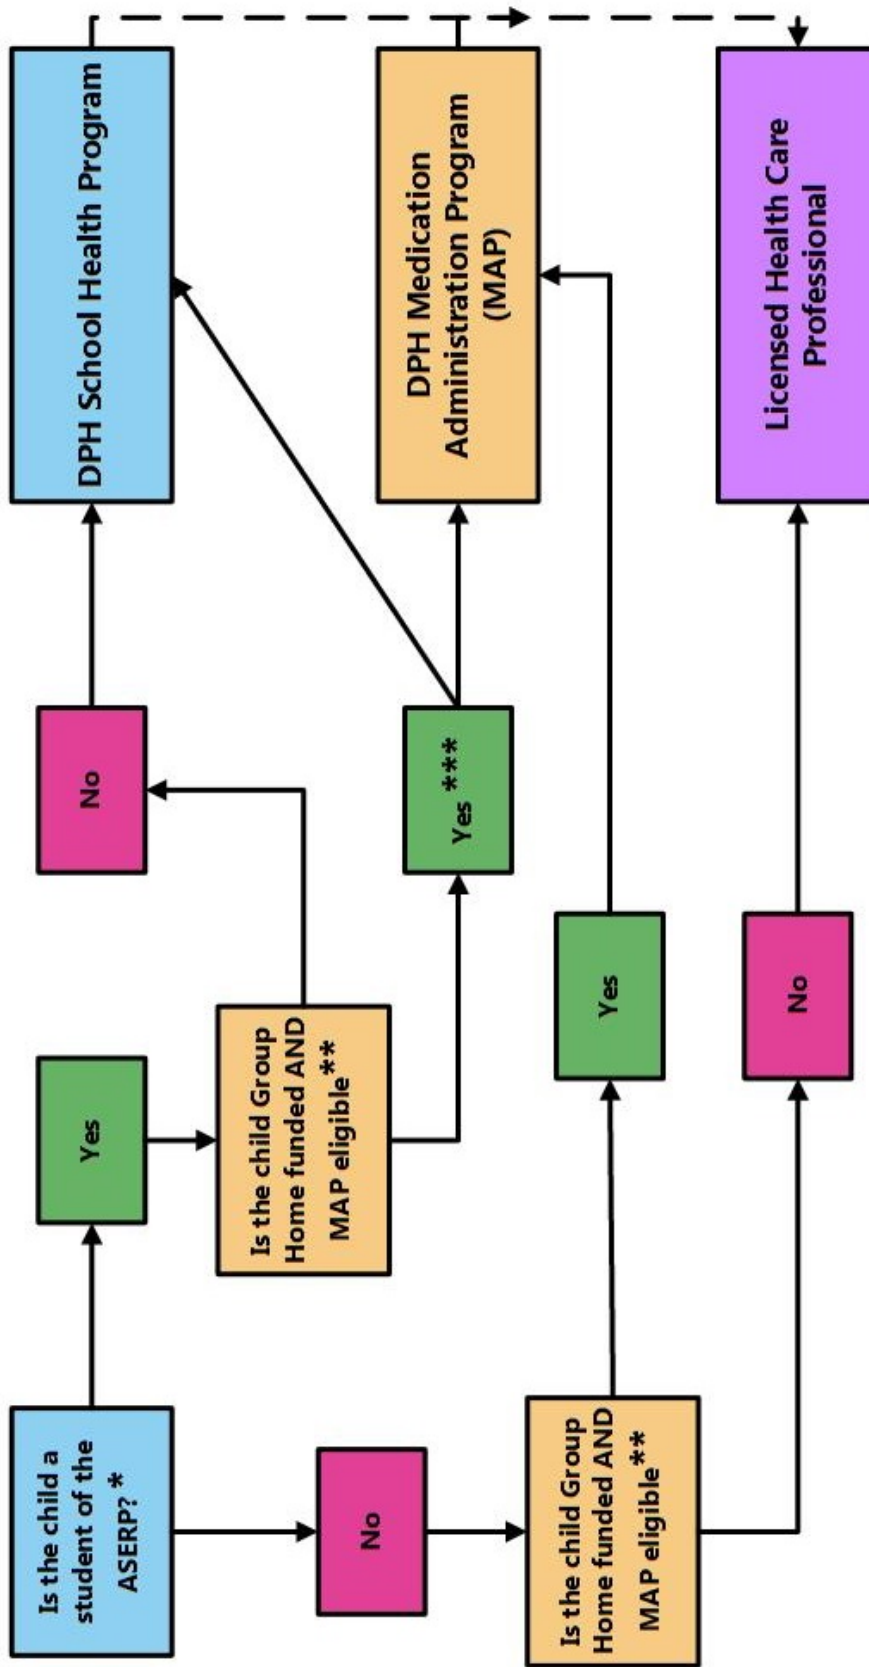 Is the child a
student of the
ASERP?*
Yes
No
DPH School Health Program
Is the child Group
Home funded AND
MAP eligible**
No
Yes ***
DPH Medication
Administration Program
(MAP)
Is the child Group
Home funded AND
MAP eligible**
Yes
No
Licensed Health Care
Professional